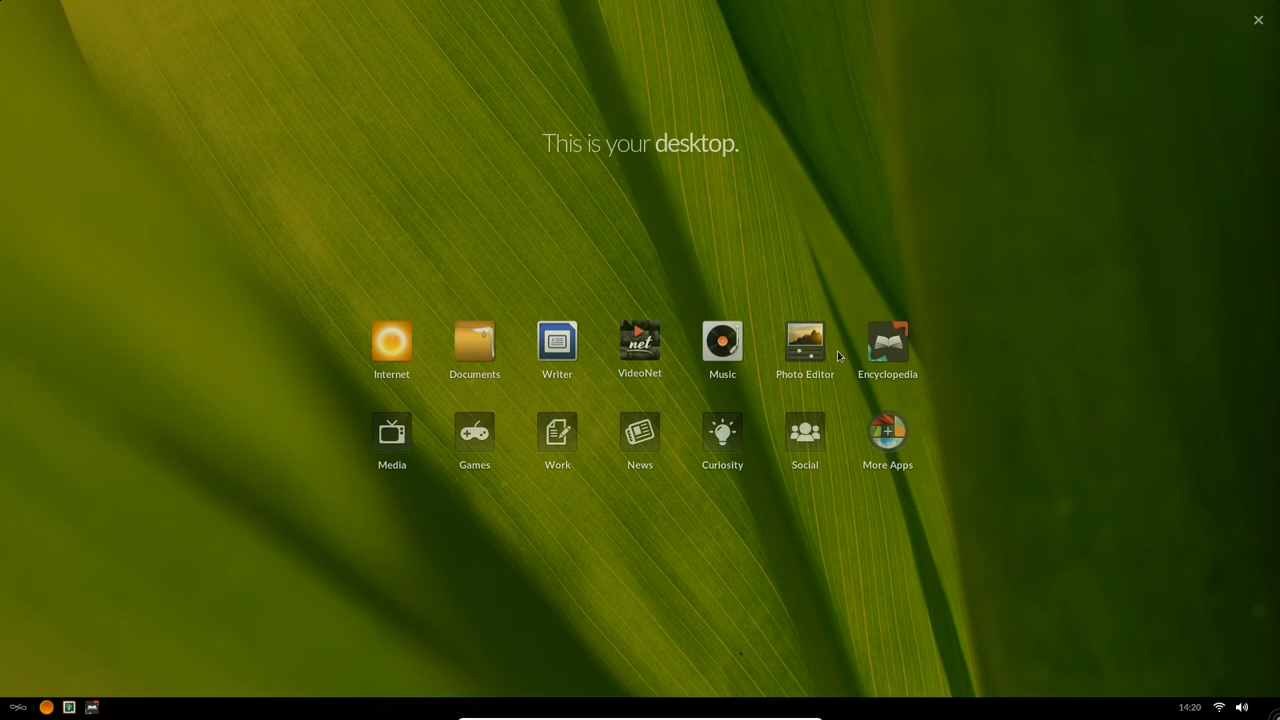 This is your desktop.
net
Internet
Documents
Writer
VideoNet
Music
Photo Editor
Encyclopedia
Media
Games
Work
News
Curiosity
Social
More Apps
14:20